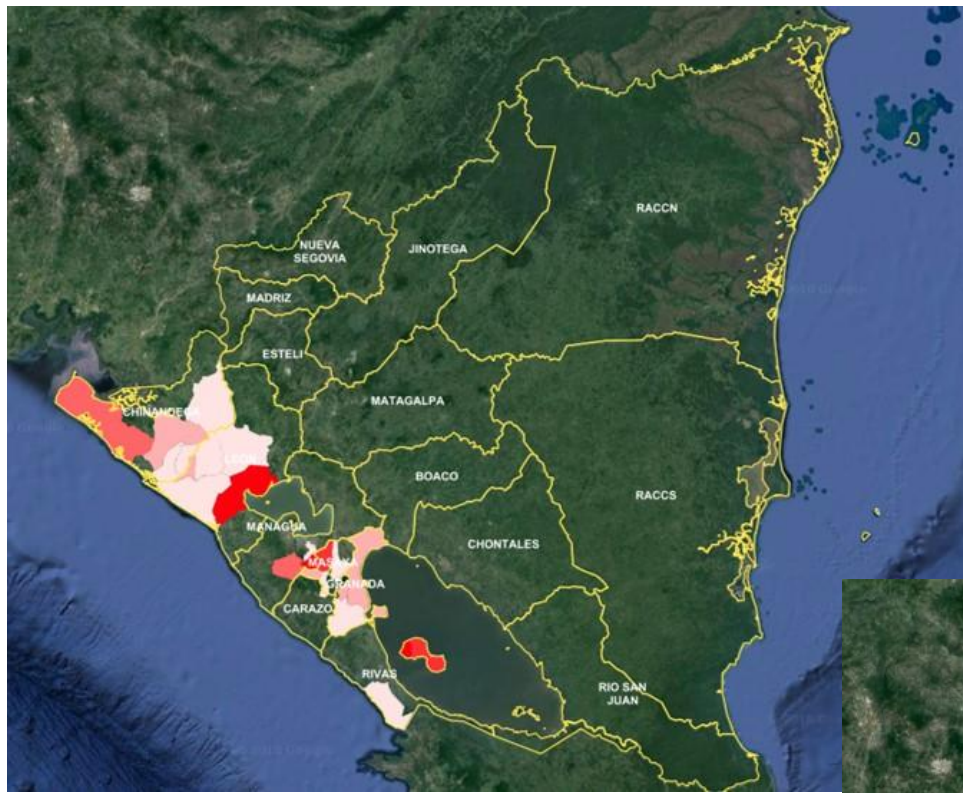 RACCN
NUEVA
SEGOVIA
JINOTEGA
MADRIZ
ESTELI
CHINANDEGA
MATAGALPA
LEON
BOACO
RACCS
MANAGUA
CHONTALES
MASAYA
GRANADA
CARAZO
RIVAS
RIO SAN
JUAN